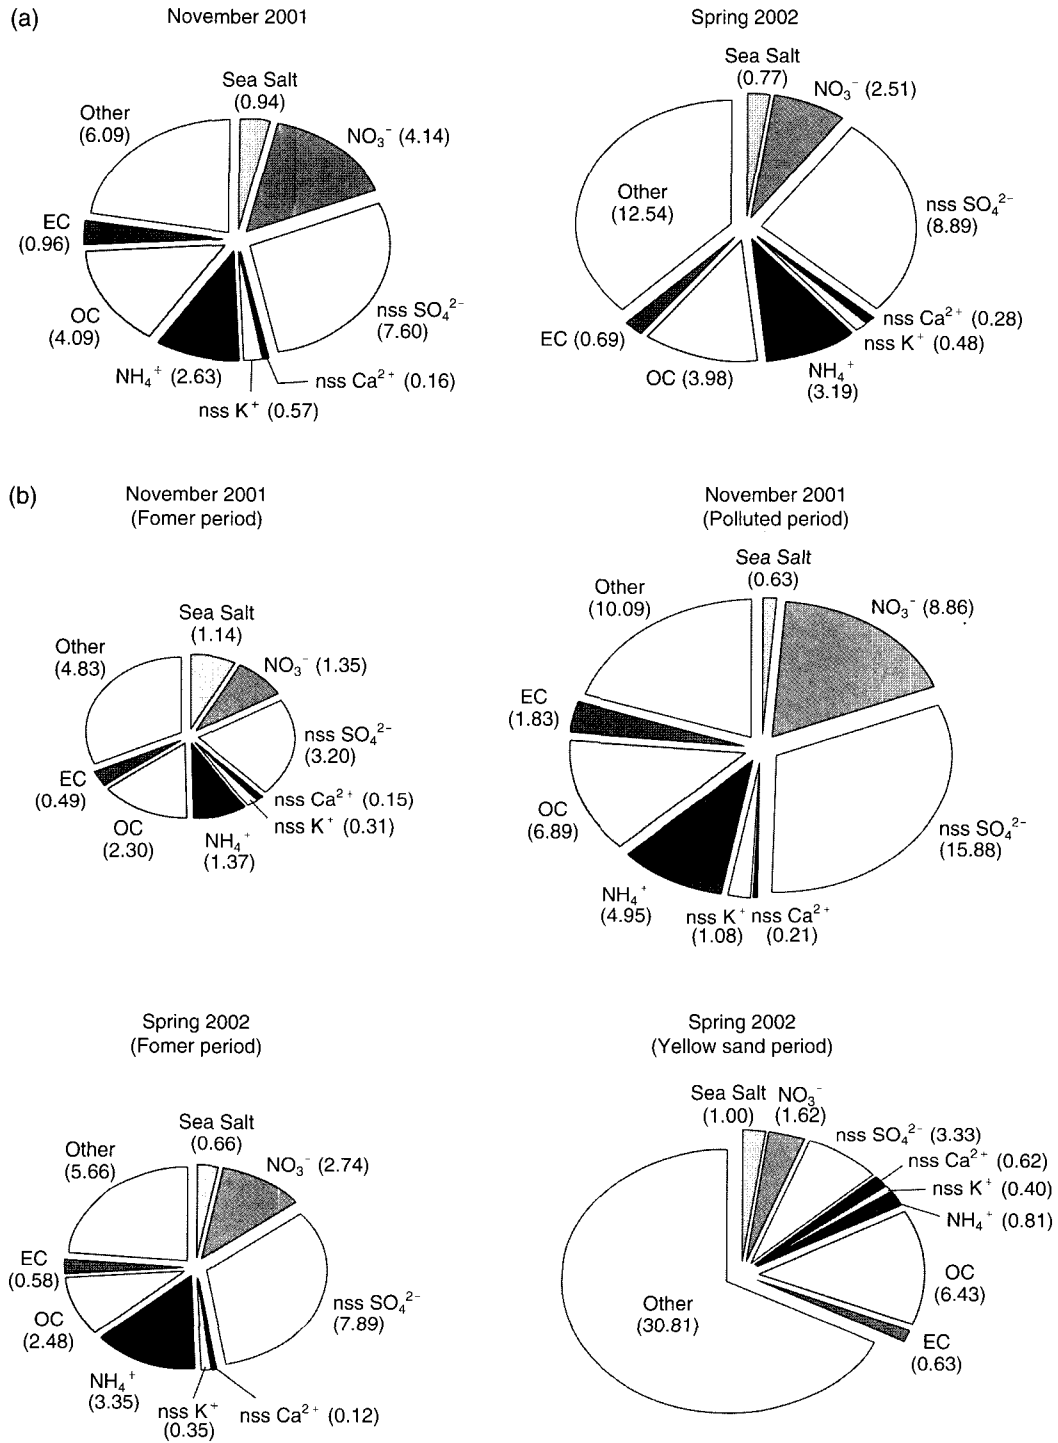 (a)
November 2001
Sea Salt
(0.94)
NO₃⁻ (4.14)
nss SO₄²⁻
(7.60)
nss Ca²⁺ (0.16)
nss K⁺ (0.57)
NH₄⁺ (2.63)
OC
(4.09)
EC
(0.96)
Other
(6.09)
Spring 2002
Sea Salt
(0.77)
NO₃⁻ (2.51)
nss SO₄²⁻
(8.89)
nss Ca²⁺ (0.28)
nss K⁺ (0.48)
NH₄⁺
(3.19)
OC (3.98)
EC (0.69)
Other
(12.54)
(b)
November 2001
(Fomer period)
Sea Salt
(1.14)
NO₃⁻ (1.35)
nss SO₄²⁻
(3.20)
nss Ca²⁺ (0.15)
nss K⁺ (0.31)
NH₄⁺
(1.37)
OC
(2.30)
EC
(0.49)
Other
(4.83)
November 2001
(Polluted period)
Sea Salt
(0.63)
NO₃⁻ (8.86)
nss SO₄²⁻
(15.88)
nss Ca²⁺
(0.21)
nss K⁺
(1.08)
NH₄⁺
(4.95)
OC
(6.89)
EC
(1.83)
Other
(10.09)
Spring 2002
(Fomer period)
Sea Salt
(0.66)
NO₃⁻ (2.74)
nss SO₄²⁻
(7.89)
nss Ca²⁺ (0.12)
nss K⁺
(0.35)
NH₄⁺
(3.35)
OC
(2.48)
EC
(0.58)
Other
(5.66)
Spring 2002
(Yellow sand period)
Sea Salt
(1.00)
NO₃⁻
(1.62)
nss SO₄²⁻ (3.33)
nss Ca²⁺ (0.62)
nss K⁺ (0.40)
NH₄⁺ (0.81)
OC
(6.43)
EC
(0.63)
Other
(30.81)